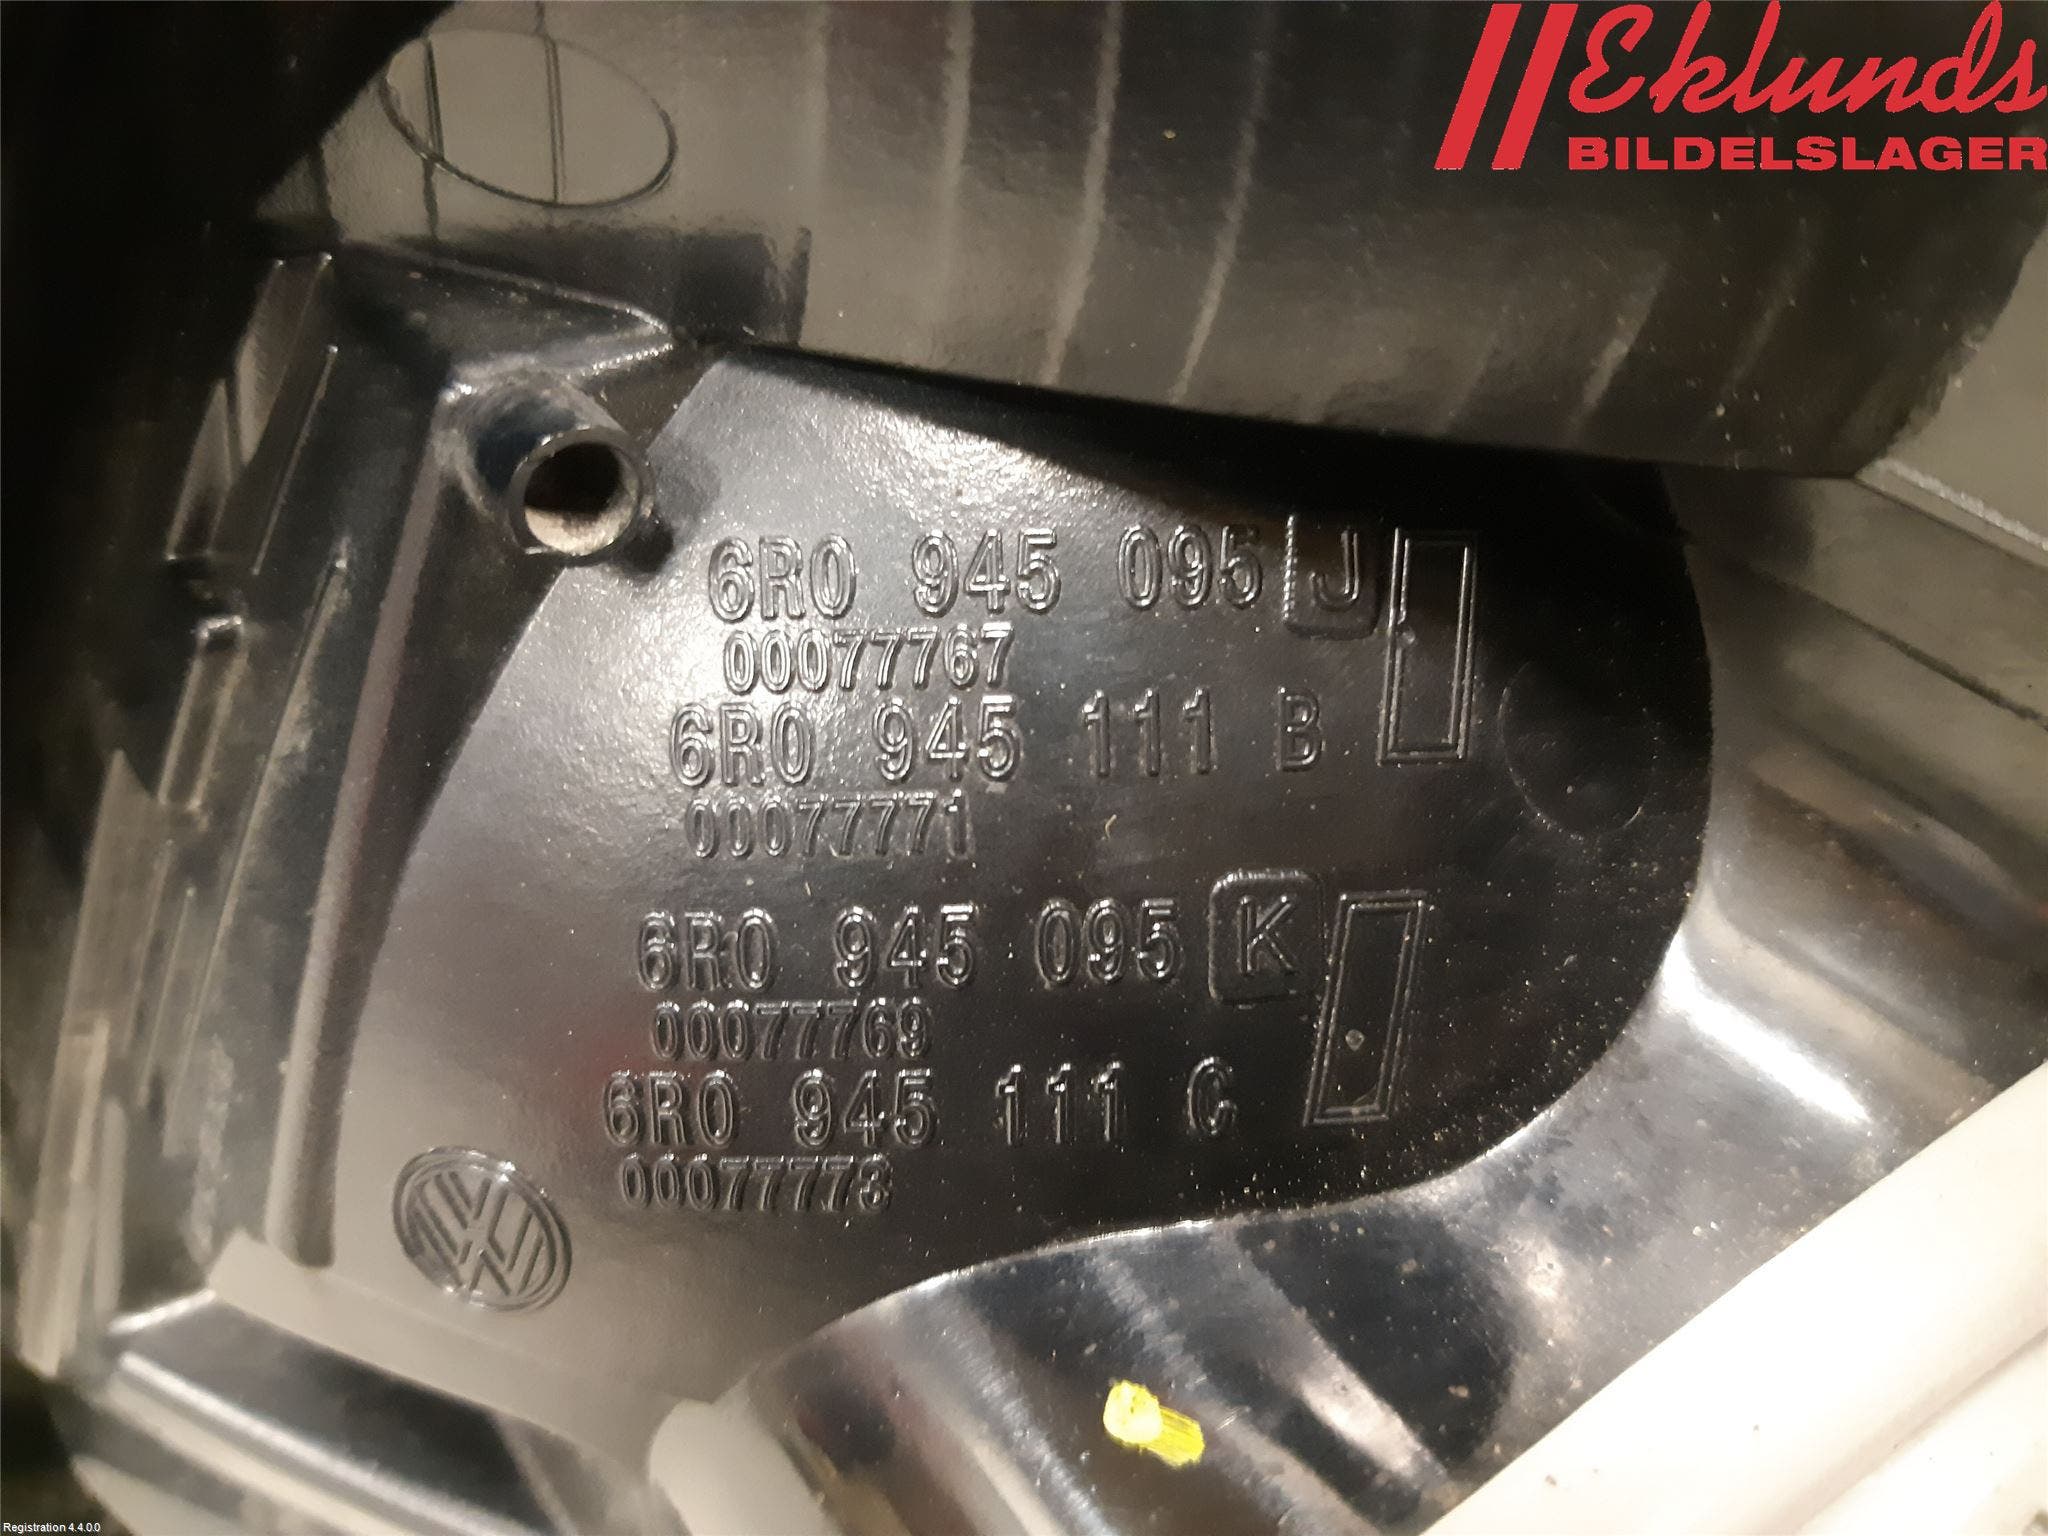 Eklunds
BILDELSLAGER
6R0 945 095 J
00077767
6R0 945 111 B
00077771
6R0 945 095 K
00077769
6R0 945 111 C
00077773
VW
Registration 4.4.0.0